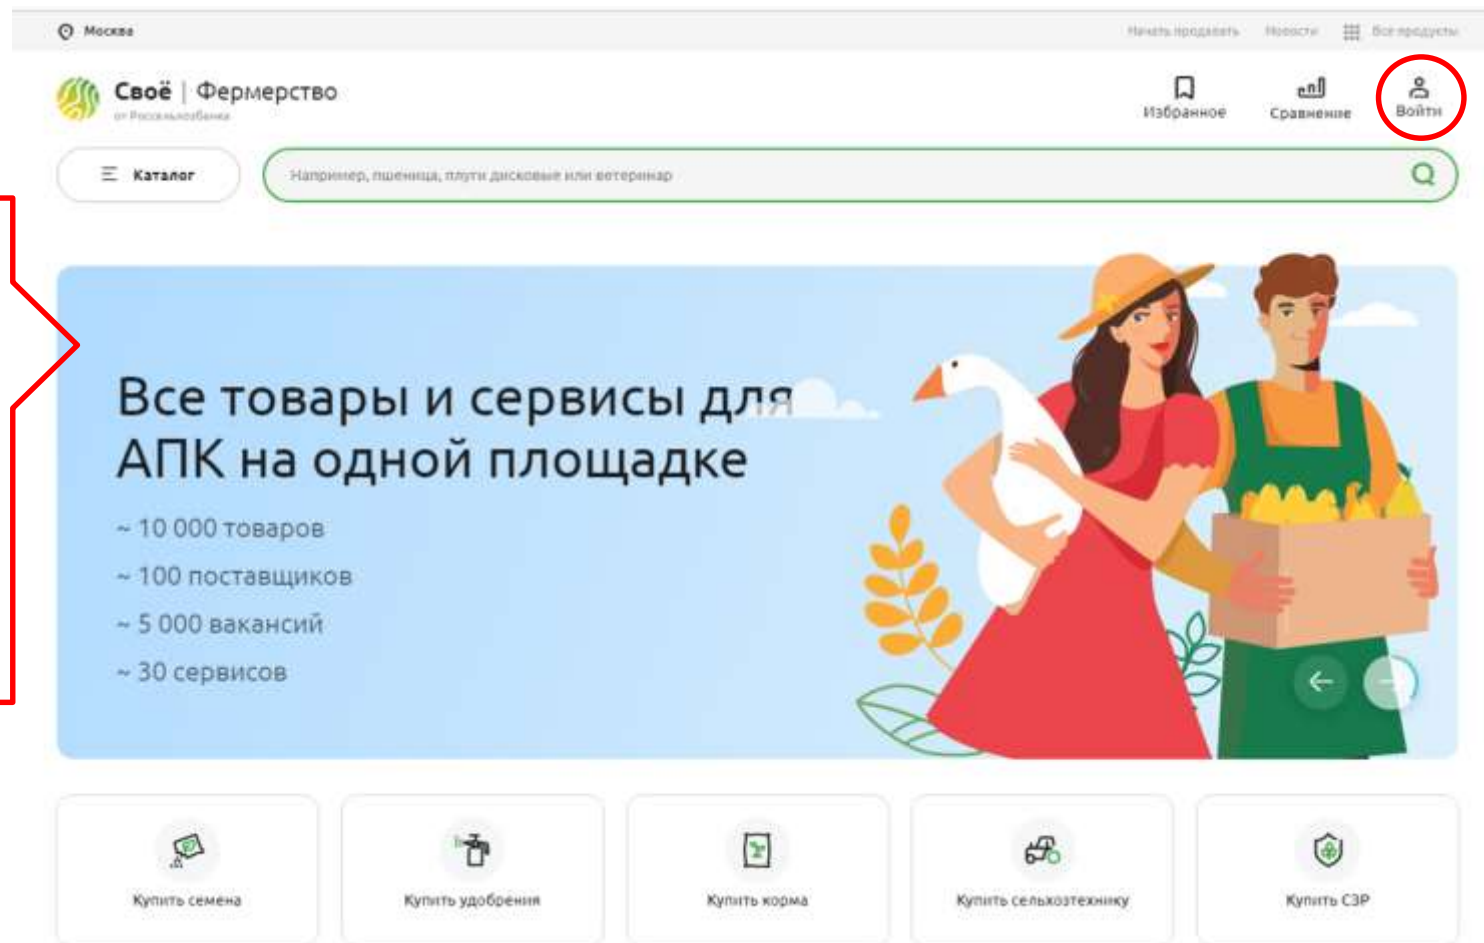 Москва
Начать продавать Новости Все продукты
Своё | Фермерство
от Россельхозбанка
Избранное Сравнение Войти
Каталог
Например, пшеница, плуги дисковые или ветеринар
Все товары и сервисы для
АПК на одной площадке
~ 10 000 товаров
~ 100 поставщиков
~ 5 000 вакансий
~ 30 сервисов
Купить семена Купить удобрения Купить корма Купить сельхозтехнику Купить СЗР